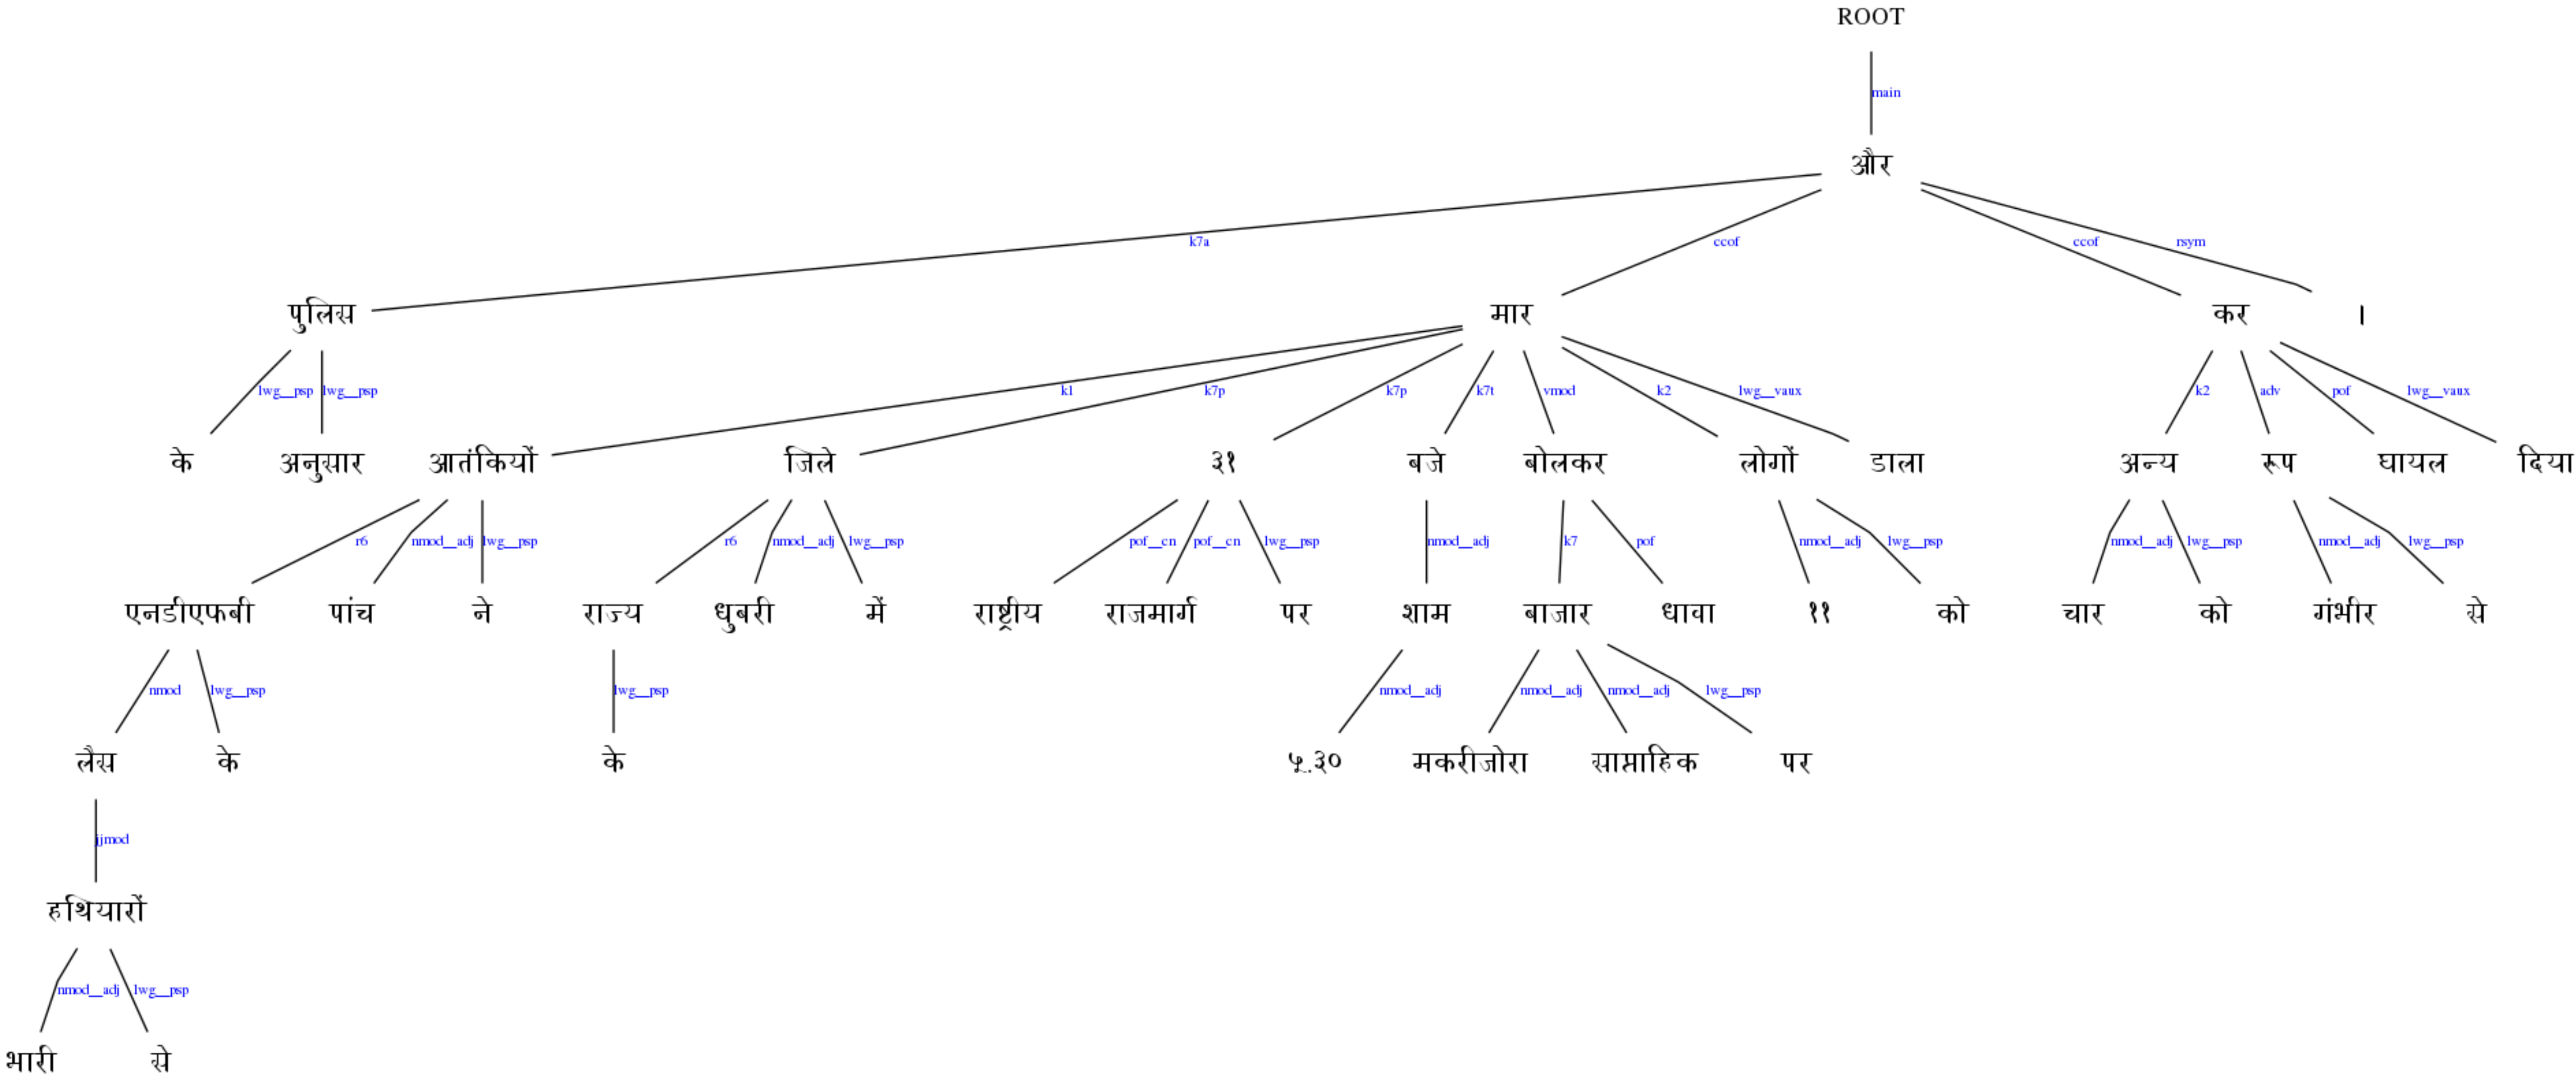 ROOT
main
और
k7a ccof ccof rsym
पुलिस मार कर ।
lwg__psp lwg__psp k1 k7p k7p k7t vmod k2 lwg__vaux k2 adv pof lwg__vaux
के अनुसार आतंकियों जिले ३१ बजे बोलकर लोगों डाला अन्य रूप घायल दिया
r6 nmod__adj lwg__psp r6 nmod__adj lwg__psp pof__cn pof__cn lwg__psp nmod__adj k7 pof nmod__adj lwg__psp nmod__adj lwg__psp nmod__adj lwg__psp
एनडीएफबी पांच ने राज्य धुबरी में राष्ट्रीय राजमार्ग पर शाम बाजार धावा ११ को चार को गंभीर से
nmod lwg__psp lwg__psp nmod__adj nmod__adj nmod__adj lwg__psp
लैस के के ५.३० मकरीजोरा साप्ताहिक पर
jjmod
हथियारों
nmod__adj lwg__psp
भारी से